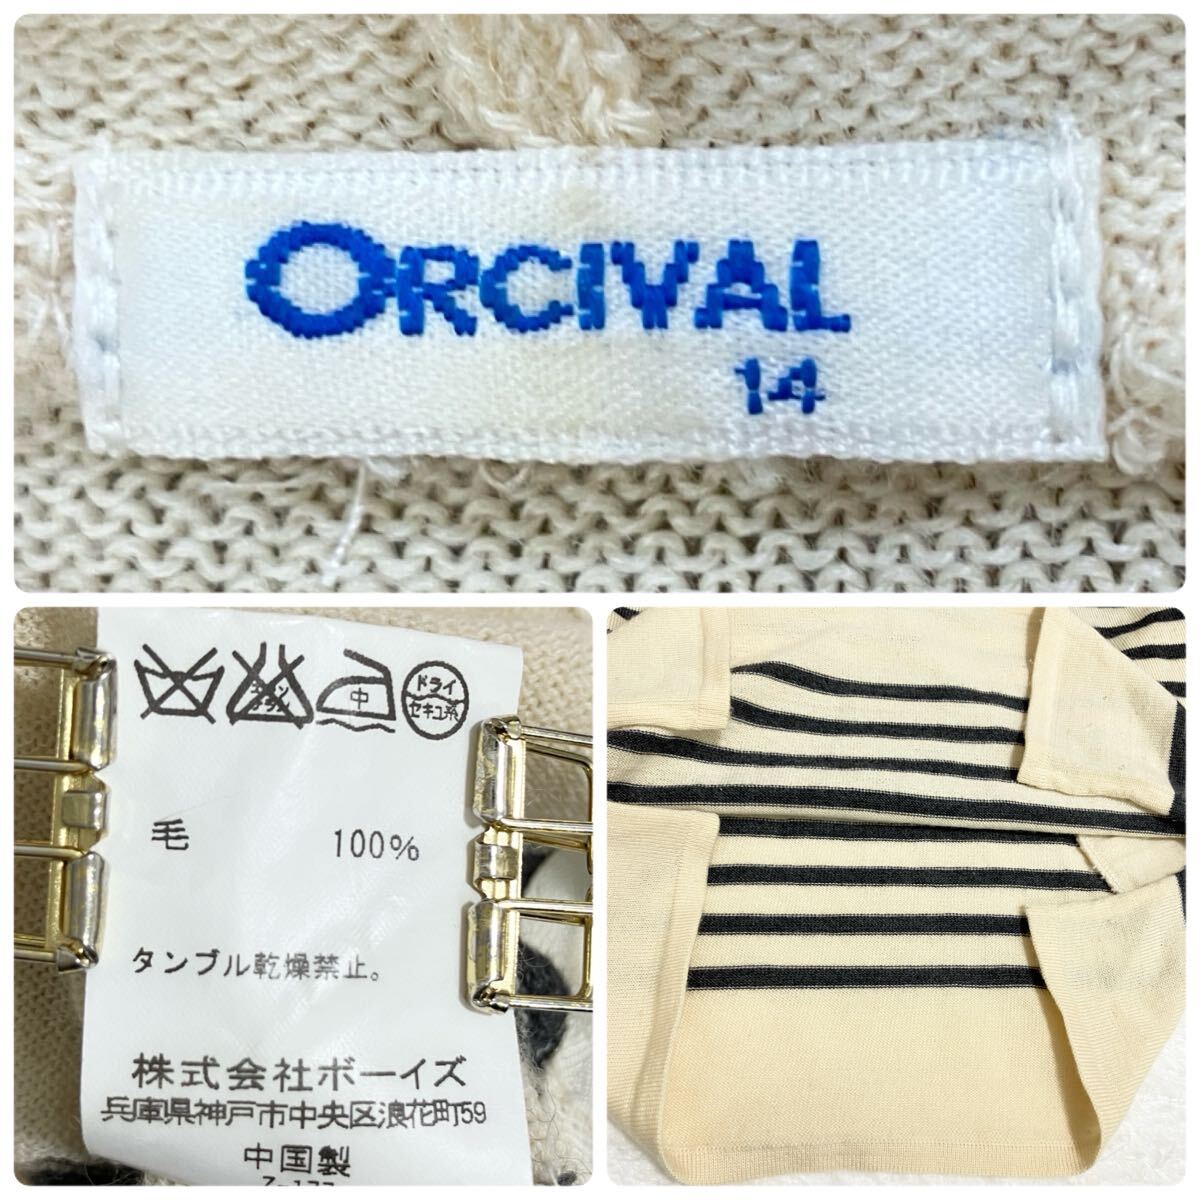 ORCIVAL
14
中
ドライ
セキユ系
毛 100%
タンブル乾燥禁止。
株式会社ボーイズ
兵庫県神戸市中央区浪花町59
中国製